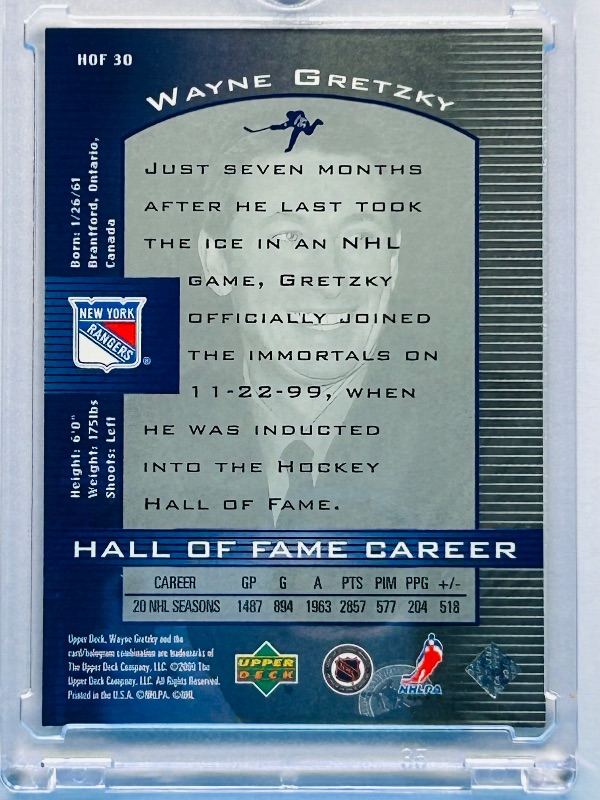 HOF 30
WAYNE GRETZKY
Born: 1/26/61
Brantford, Ontario,
Canada
JUST SEVEN MONTHS
AFTER HE LAST TOOK
THE ICE IN AN NHL
GAME, GRETZKY
OFFICIALLY JOINED
THE IMMORTALS ON
11-22-99, WHEN
HE WAS INDUCTED
INTO THE HOCKEY
HALL OF FAME.
NEW YORK
RANGERS
®
Height: 6'0"
Weight: 175lbs
Shoots: Left
HALL OF FAME CAREER
CAREER GP G A PTS PIM PPG +/-
20 NHL SEASONS 1487 894 1963 2857 577 204 518
Upper Deck, Wayne Gretzky and the
card/hologram combination are trademarks of
The Upper Deck Company, LLC. ©2000 The
Upper Deck Company, LLC. All Rights Reserved.
Printed in the U.S.A. ©NHLPA. ©NHL
UPPER
DECK
NHL
NHLPA